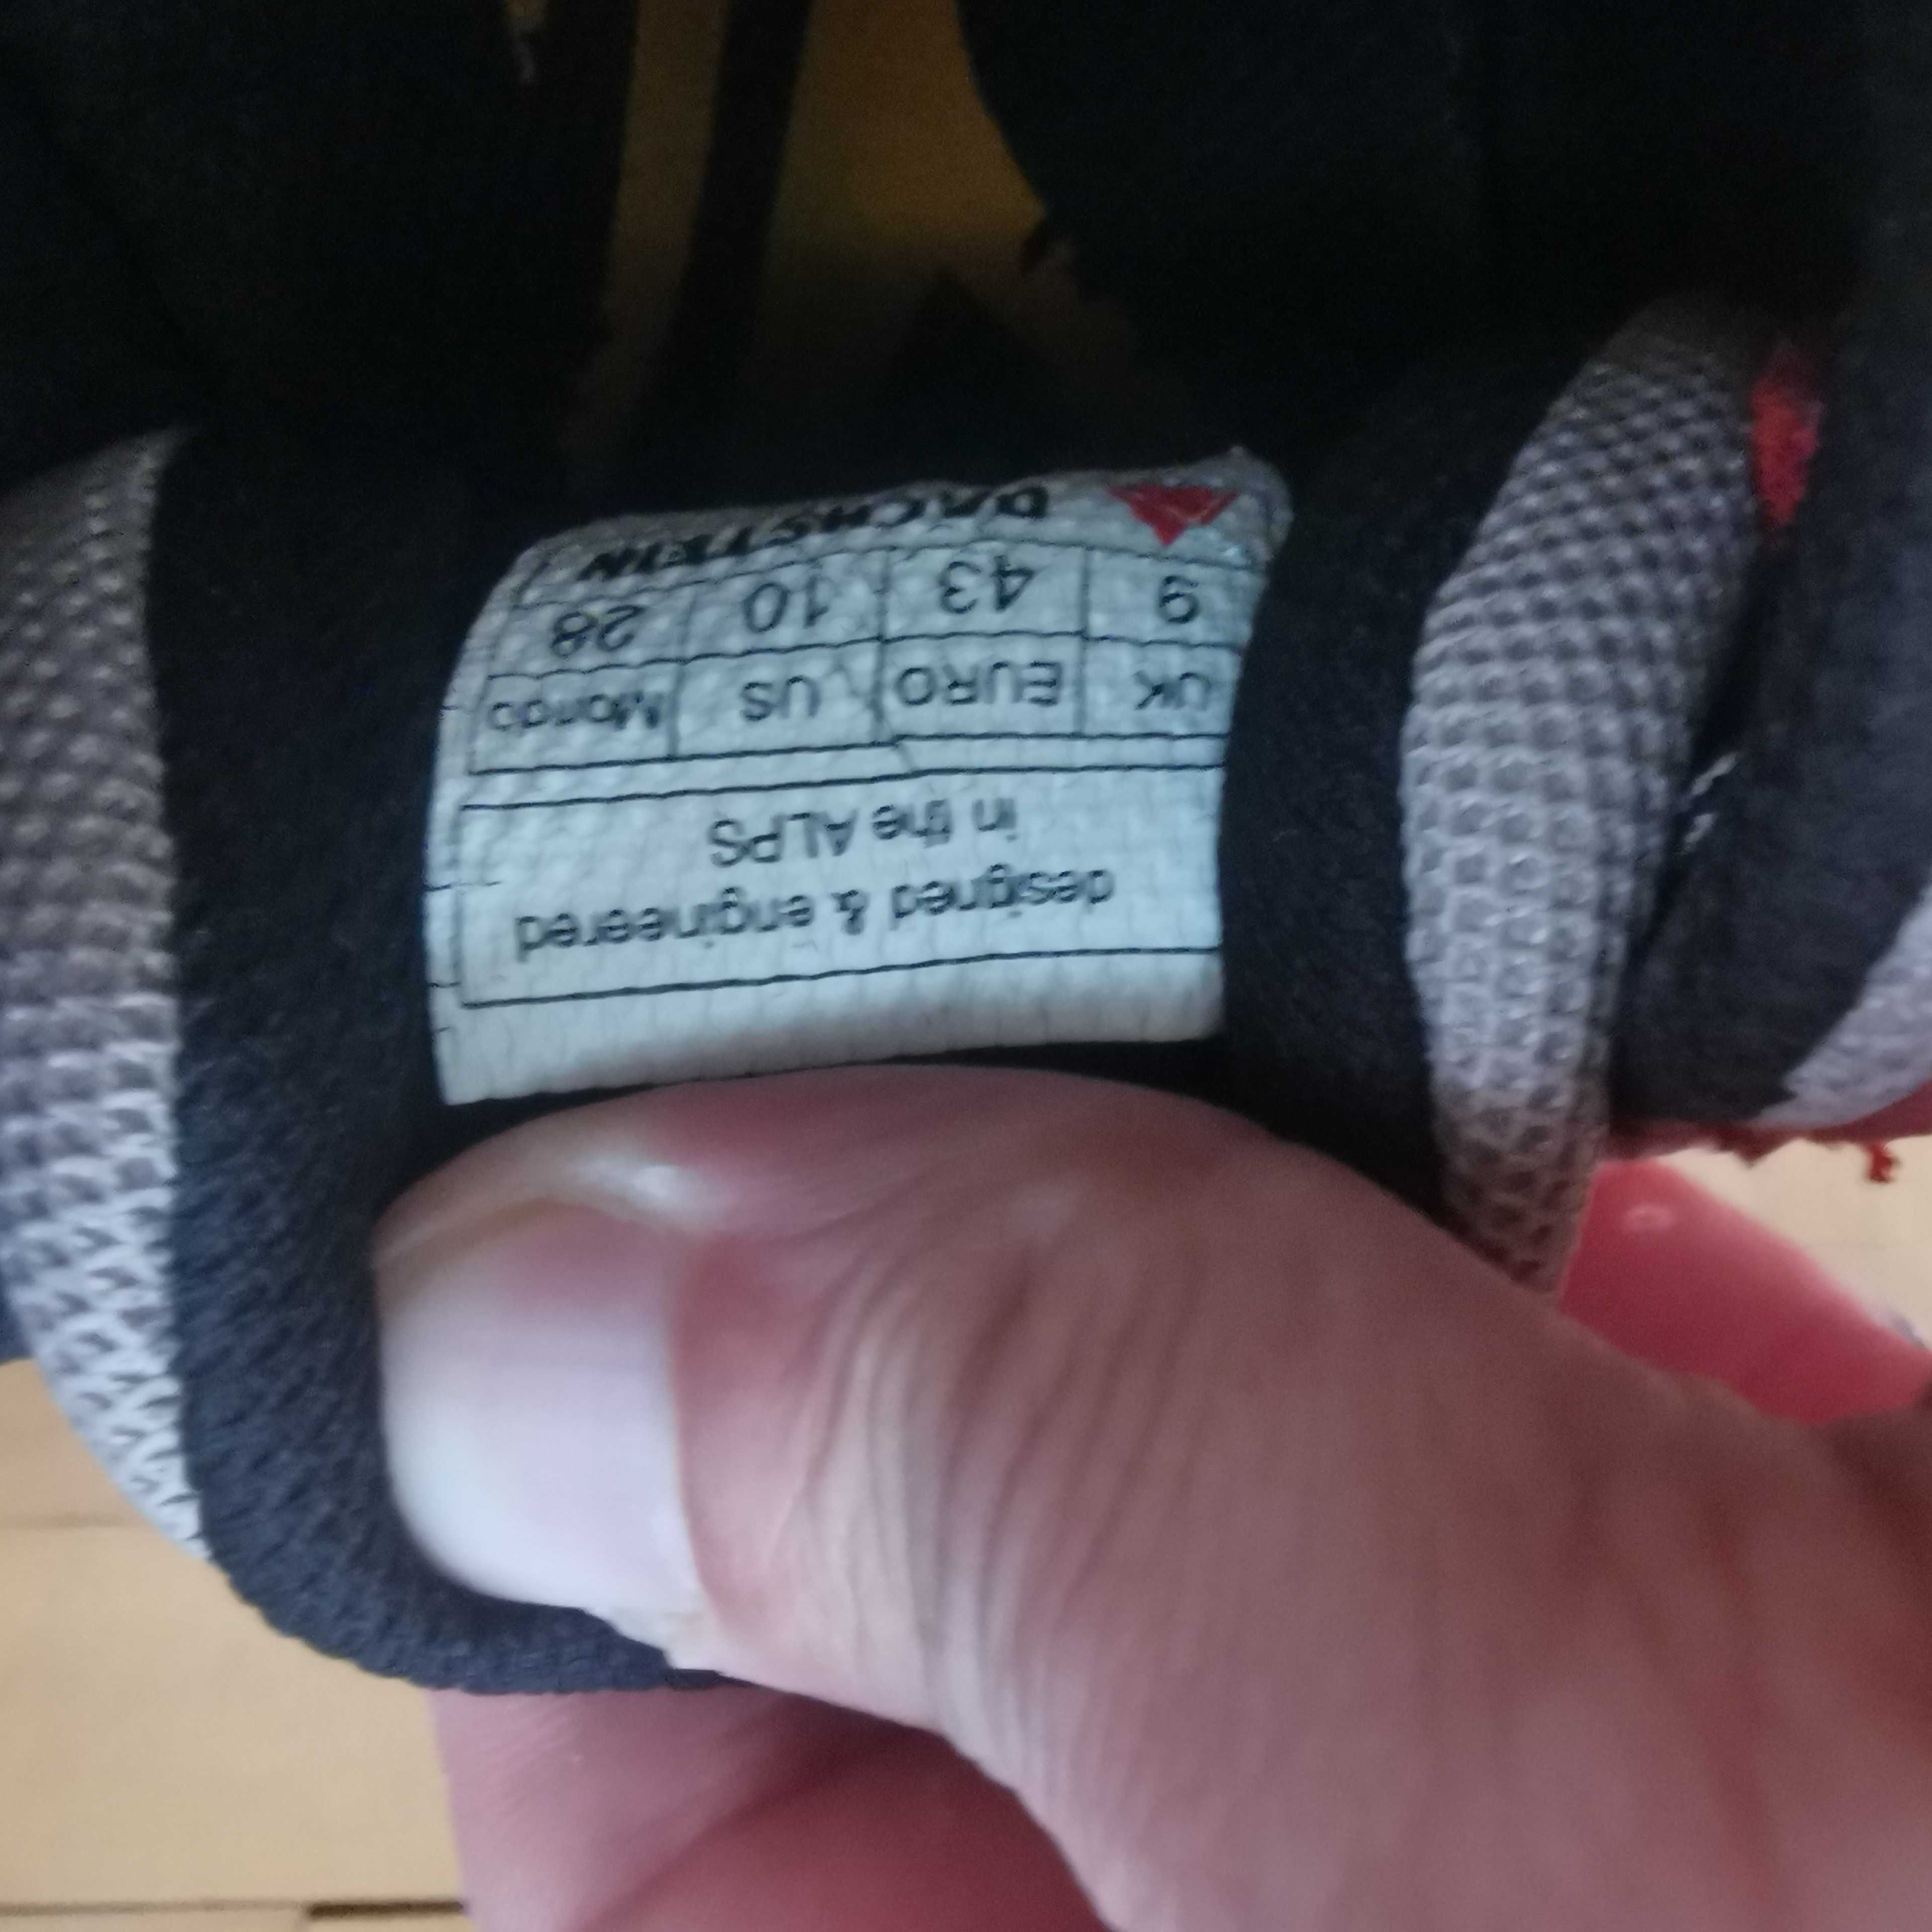 designed & engineered
in the ALPS
UK EURO US Mondo
9 43 10 28
DACHSTEIN